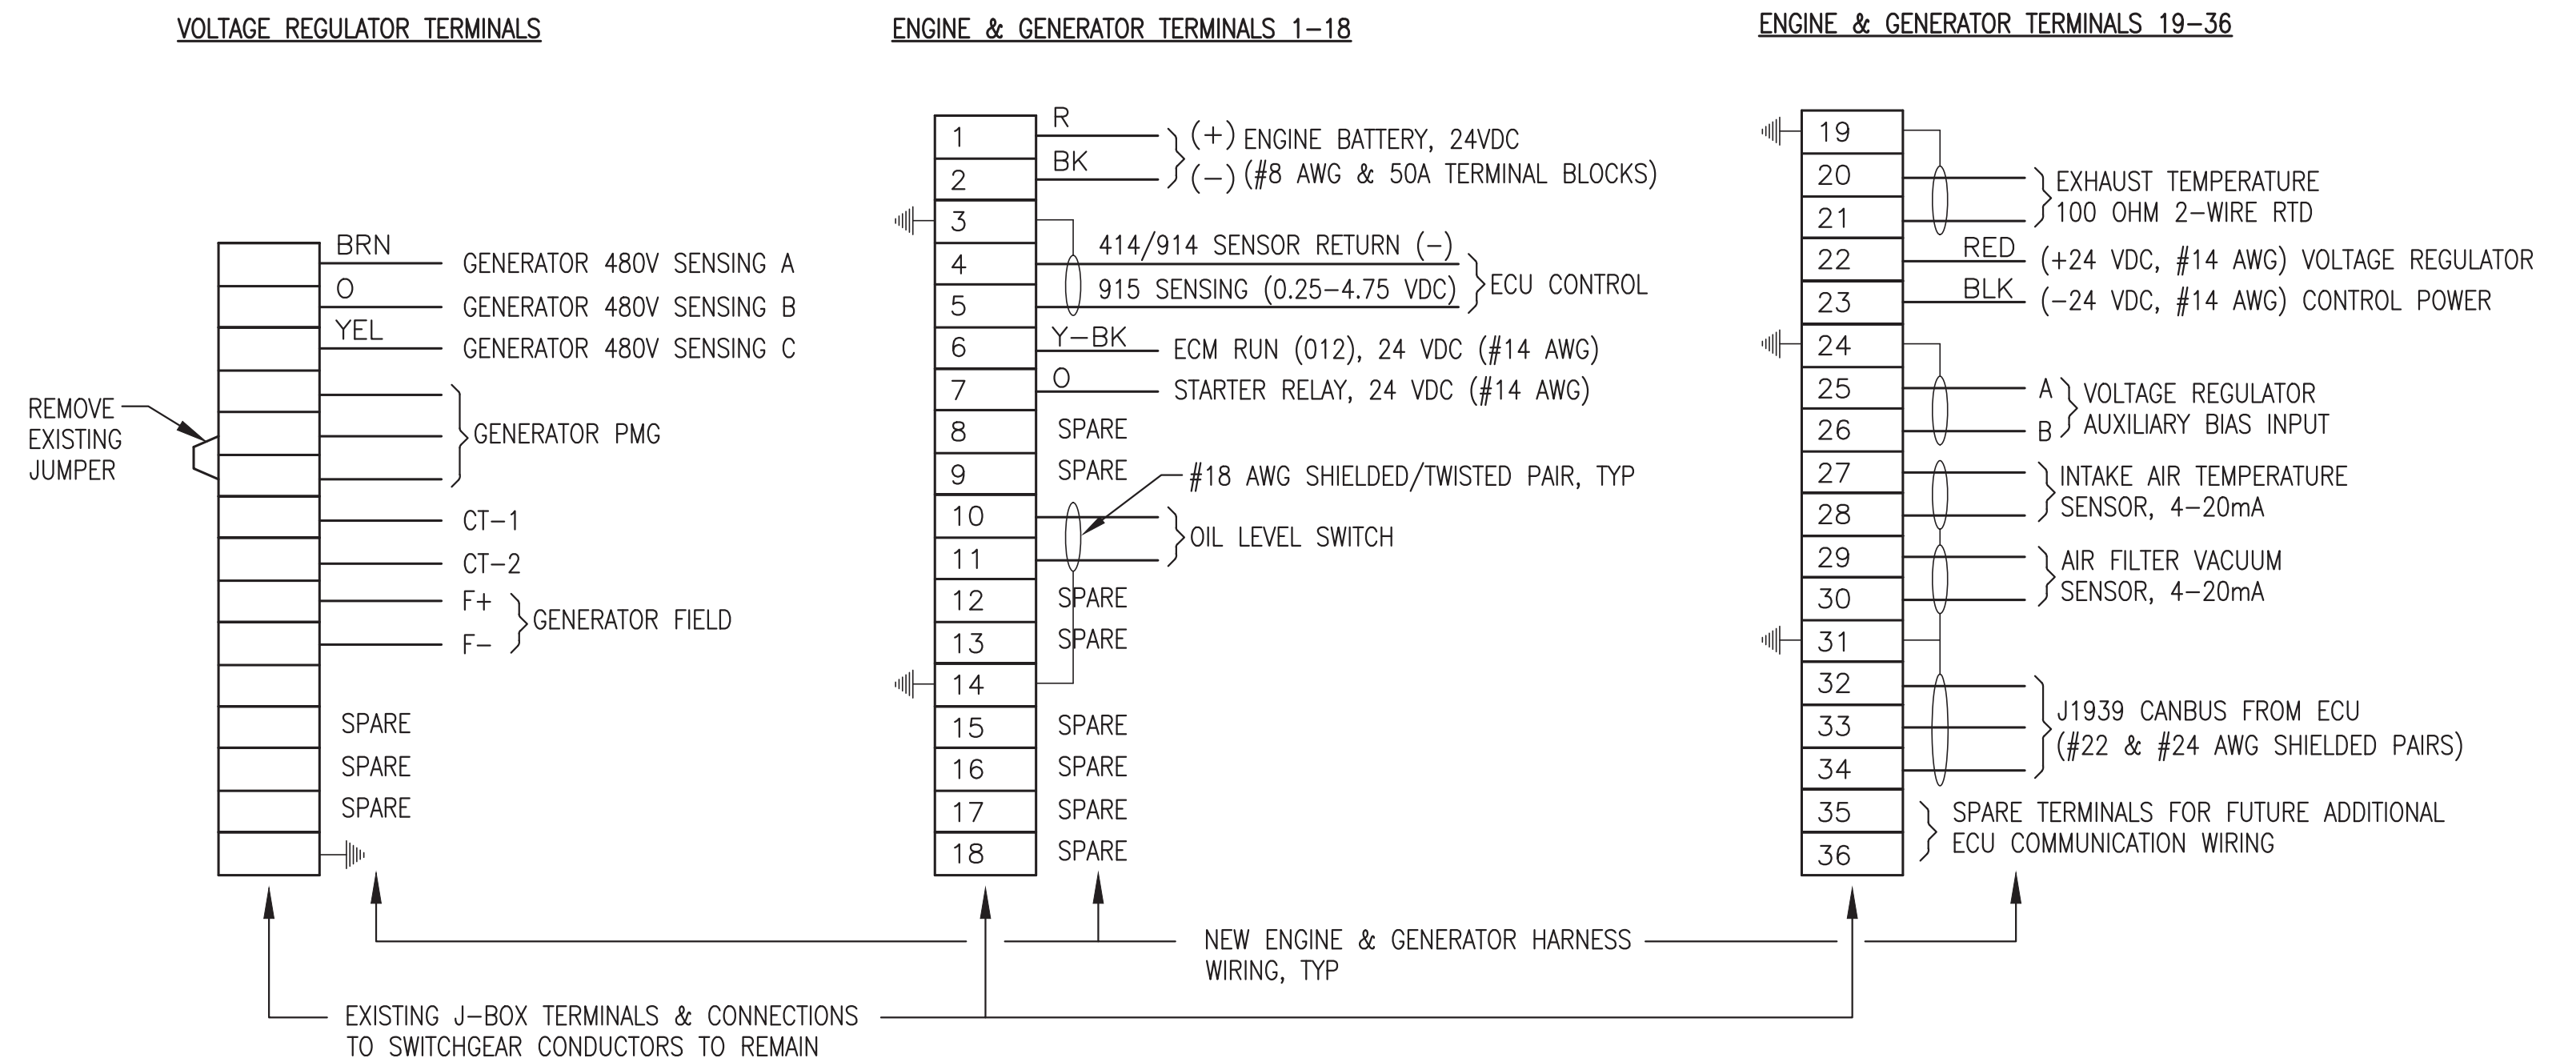 VOLTAGE REGULATOR TERMINALS
BRN
GENERATOR 480V SENSING A
O
GENERATOR 480V SENSING B
YEL
GENERATOR 480V SENSING C
REMOVE
EXISTING
JUMPER
GENERATOR PMG
CT-1
CT-2
F+
F-
GENERATOR FIELD
SPARE
SPARE
SPARE
ENGINE & GENERATOR TERMINALS 1-18
1
R
(+) ENGINE BATTERY, 24VDC
2
BK
(-) (#8 AWG & 50A TERMINAL BLOCKS)
3
4
414/914 SENSOR RETURN (-)
5
915 SENSING (0.25-4.75 VDC)
ECU CONTROL
6
Y-BK
ECM RUN (012), 24 VDC (#14 AWG)
7
O
STARTER RELAY, 24 VDC (#14 AWG)
8
SPARE
9
SPARE
#18 AWG SHIELDED/TWISTED PAIR, TYP
10
11
OIL LEVEL SWITCH
12
SPARE
13
SPARE
14
15
SPARE
16
SPARE
17
SPARE
18
SPARE
ENGINE & GENERATOR TERMINALS 19-36
19
20
21
EXHAUST TEMPERATURE
100 OHM 2-WIRE RTD
22
RED
(+24 VDC, #14 AWG) VOLTAGE REGULATOR
23
BLK
(-24 VDC, #14 AWG) CONTROL POWER
24
25
A
26
B
VOLTAGE REGULATOR
AUXILIARY BIAS INPUT
27
28
INTAKE AIR TEMPERATURE
SENSOR, 4-20mA
29
30
AIR FILTER VACUUM
SENSOR, 4-20mA
31
32
33
34
J1939 CANBUS FROM ECU
(#22 & #24 AWG SHIELDED PAIRS)
35
36
SPARE TERMINALS FOR FUTURE ADDITIONAL
ECU COMMUNICATION WIRING
NEW ENGINE & GENERATOR HARNESS
WIRING, TYP
EXISTING J-BOX TERMINALS & CONNECTIONS
TO SWITCHGEAR CONDUCTORS TO REMAIN